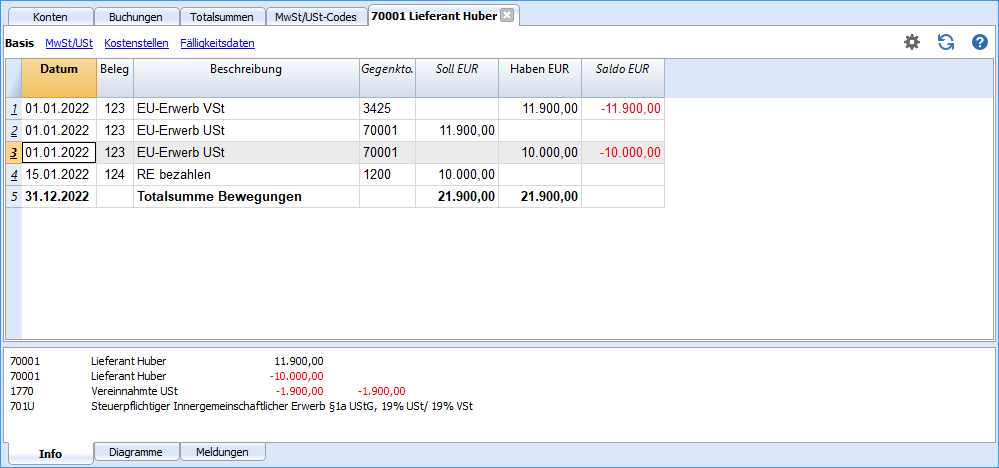 Konten Buchungen Totalsummen MwSt/USt-Codes 70001 Lieferant Huber
Basis MwSt/USt Kostenstellen Fälligkeitsdaten
Datum Beleg Beschreibung Gegenkto. Soll EUR Haben EUR Saldo EUR
1 01.01.2022 123 EU-Erwerb VSt 3425 11.900,00 -11.900,00
2 01.01.2022 123 EU-Erwerb USt 70001 11.900,00
3 01.01.2022 123 EU-Erwerb USt 70001 10.000,00 -10.000,00
4 15.01.2022 124 RE bezahlen 1200 10.000,00
5 31.12.2022 Totalsumme Bewegungen 21.900,00 21.900,00
70001 Lieferant Huber 11.900,00
70001 Lieferant Huber -10.000,00
1770 Vereinnahmte USt -1.900,00 -1.900,00
701U Steuerpflichtiger Innergemeinschaftlicher Erwerb §1a UStG, 19% USt/ 19% VSt
Info Diagramme Meldungen